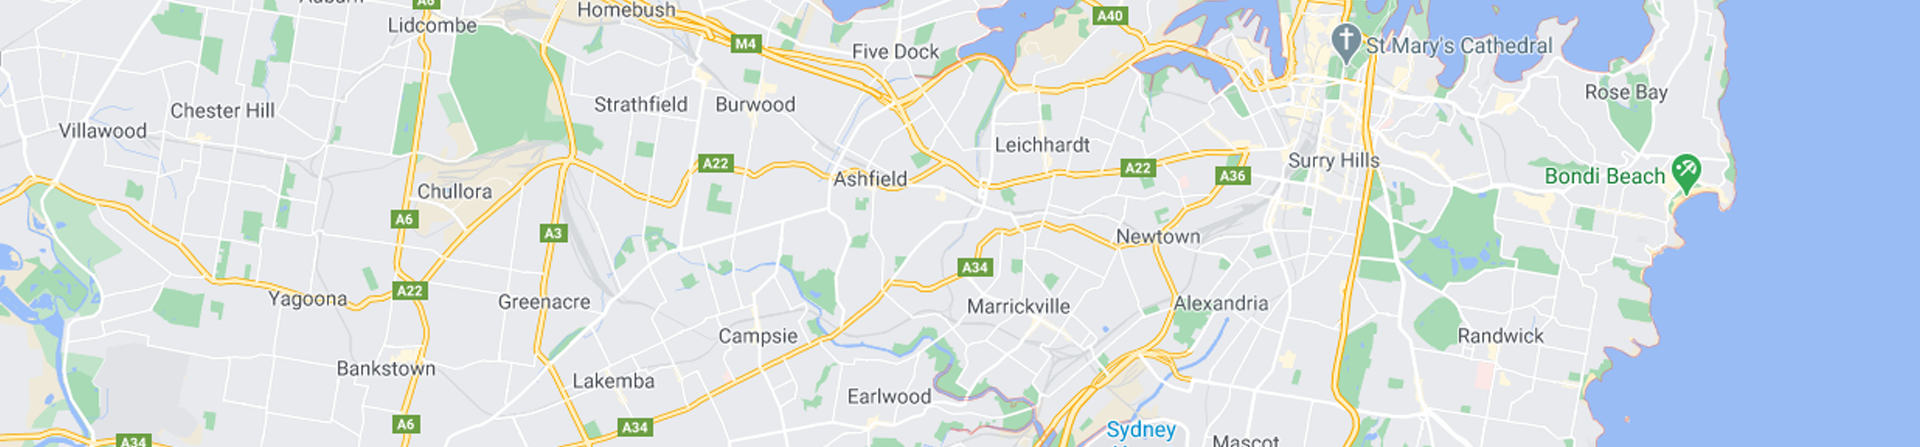 A6
Auburn
Lidcombe
Homebush
A40
M4
Five Dock
St Mary's Cathedral
Chester Hill
Strathfield
Burwood
Rose Bay
Villawood
Leichhardt
Surry Hills
A22
A22
Ashfield
A36
Bondi Beach
Chullora
A6
A3
Newtown
A34
A22
Yagoona
Greenacre
Marrickville
Alexandria
Campsie
Randwick
Bankstown
Lakemba
Earlwood
A6
A34
Sydney
A34
Mascot